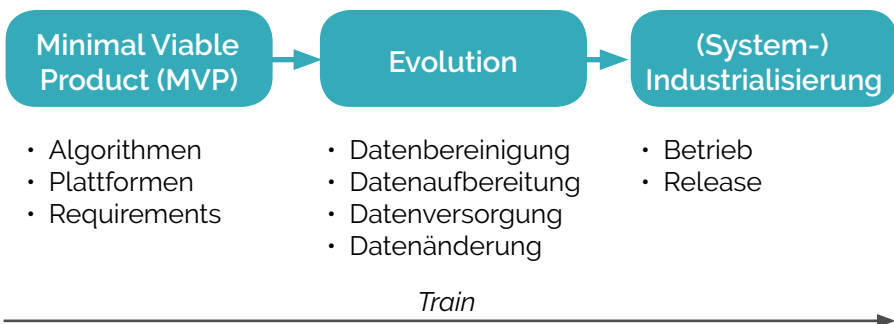 Minimal Viable
Product (MVP)
Evolution
(System-)
Industrialisierung
• Algorithmen
• Plattformen
• Requirements
• Datenbereinigung
• Datenaufbereitung
• Datenversorgung
• Datenänderung
• Betrieb
• Release
Train